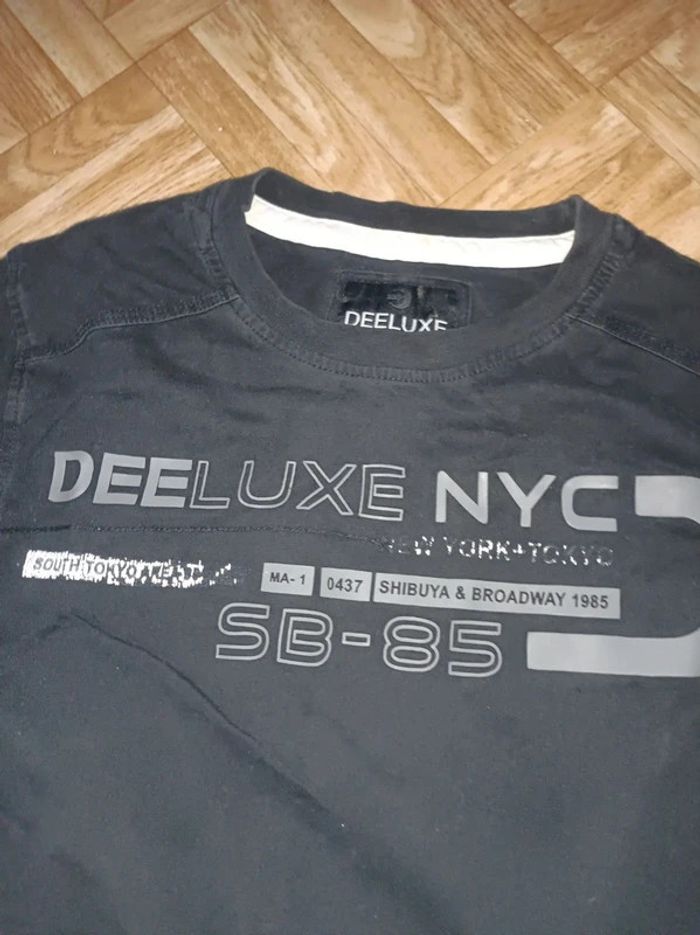 DEELUXE
DEELUXE NYC
NEW YORK+TOKYO
SOUTH TOKYO
MA-1 0437 SHIBUYA & BROADWAY 1985
SB-85